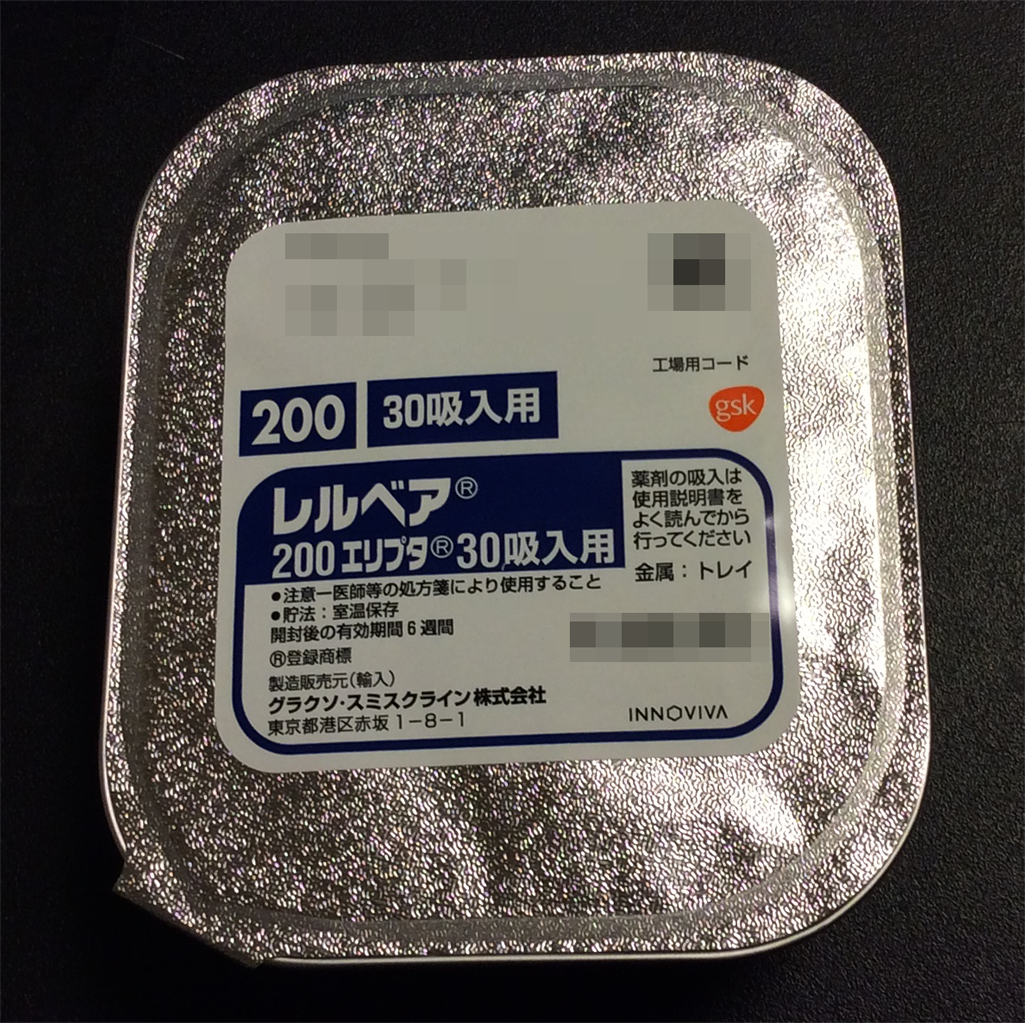 工場用コード
200 30吸入用
gsk
レルベア®
200エリプタ®30吸入用
薬剤の吸入は
使用説明書を
よく読んでから
行ってください
金属：トレイ
●注意－医師等の処方箋により使用すること
●貯法：室温保存
開封後の有効期間6週間
®登録商標
製造販売元(輸入)
グラクソ・スミスクライン株式会社
東京都港区赤坂1−8−1
INNOVIVA